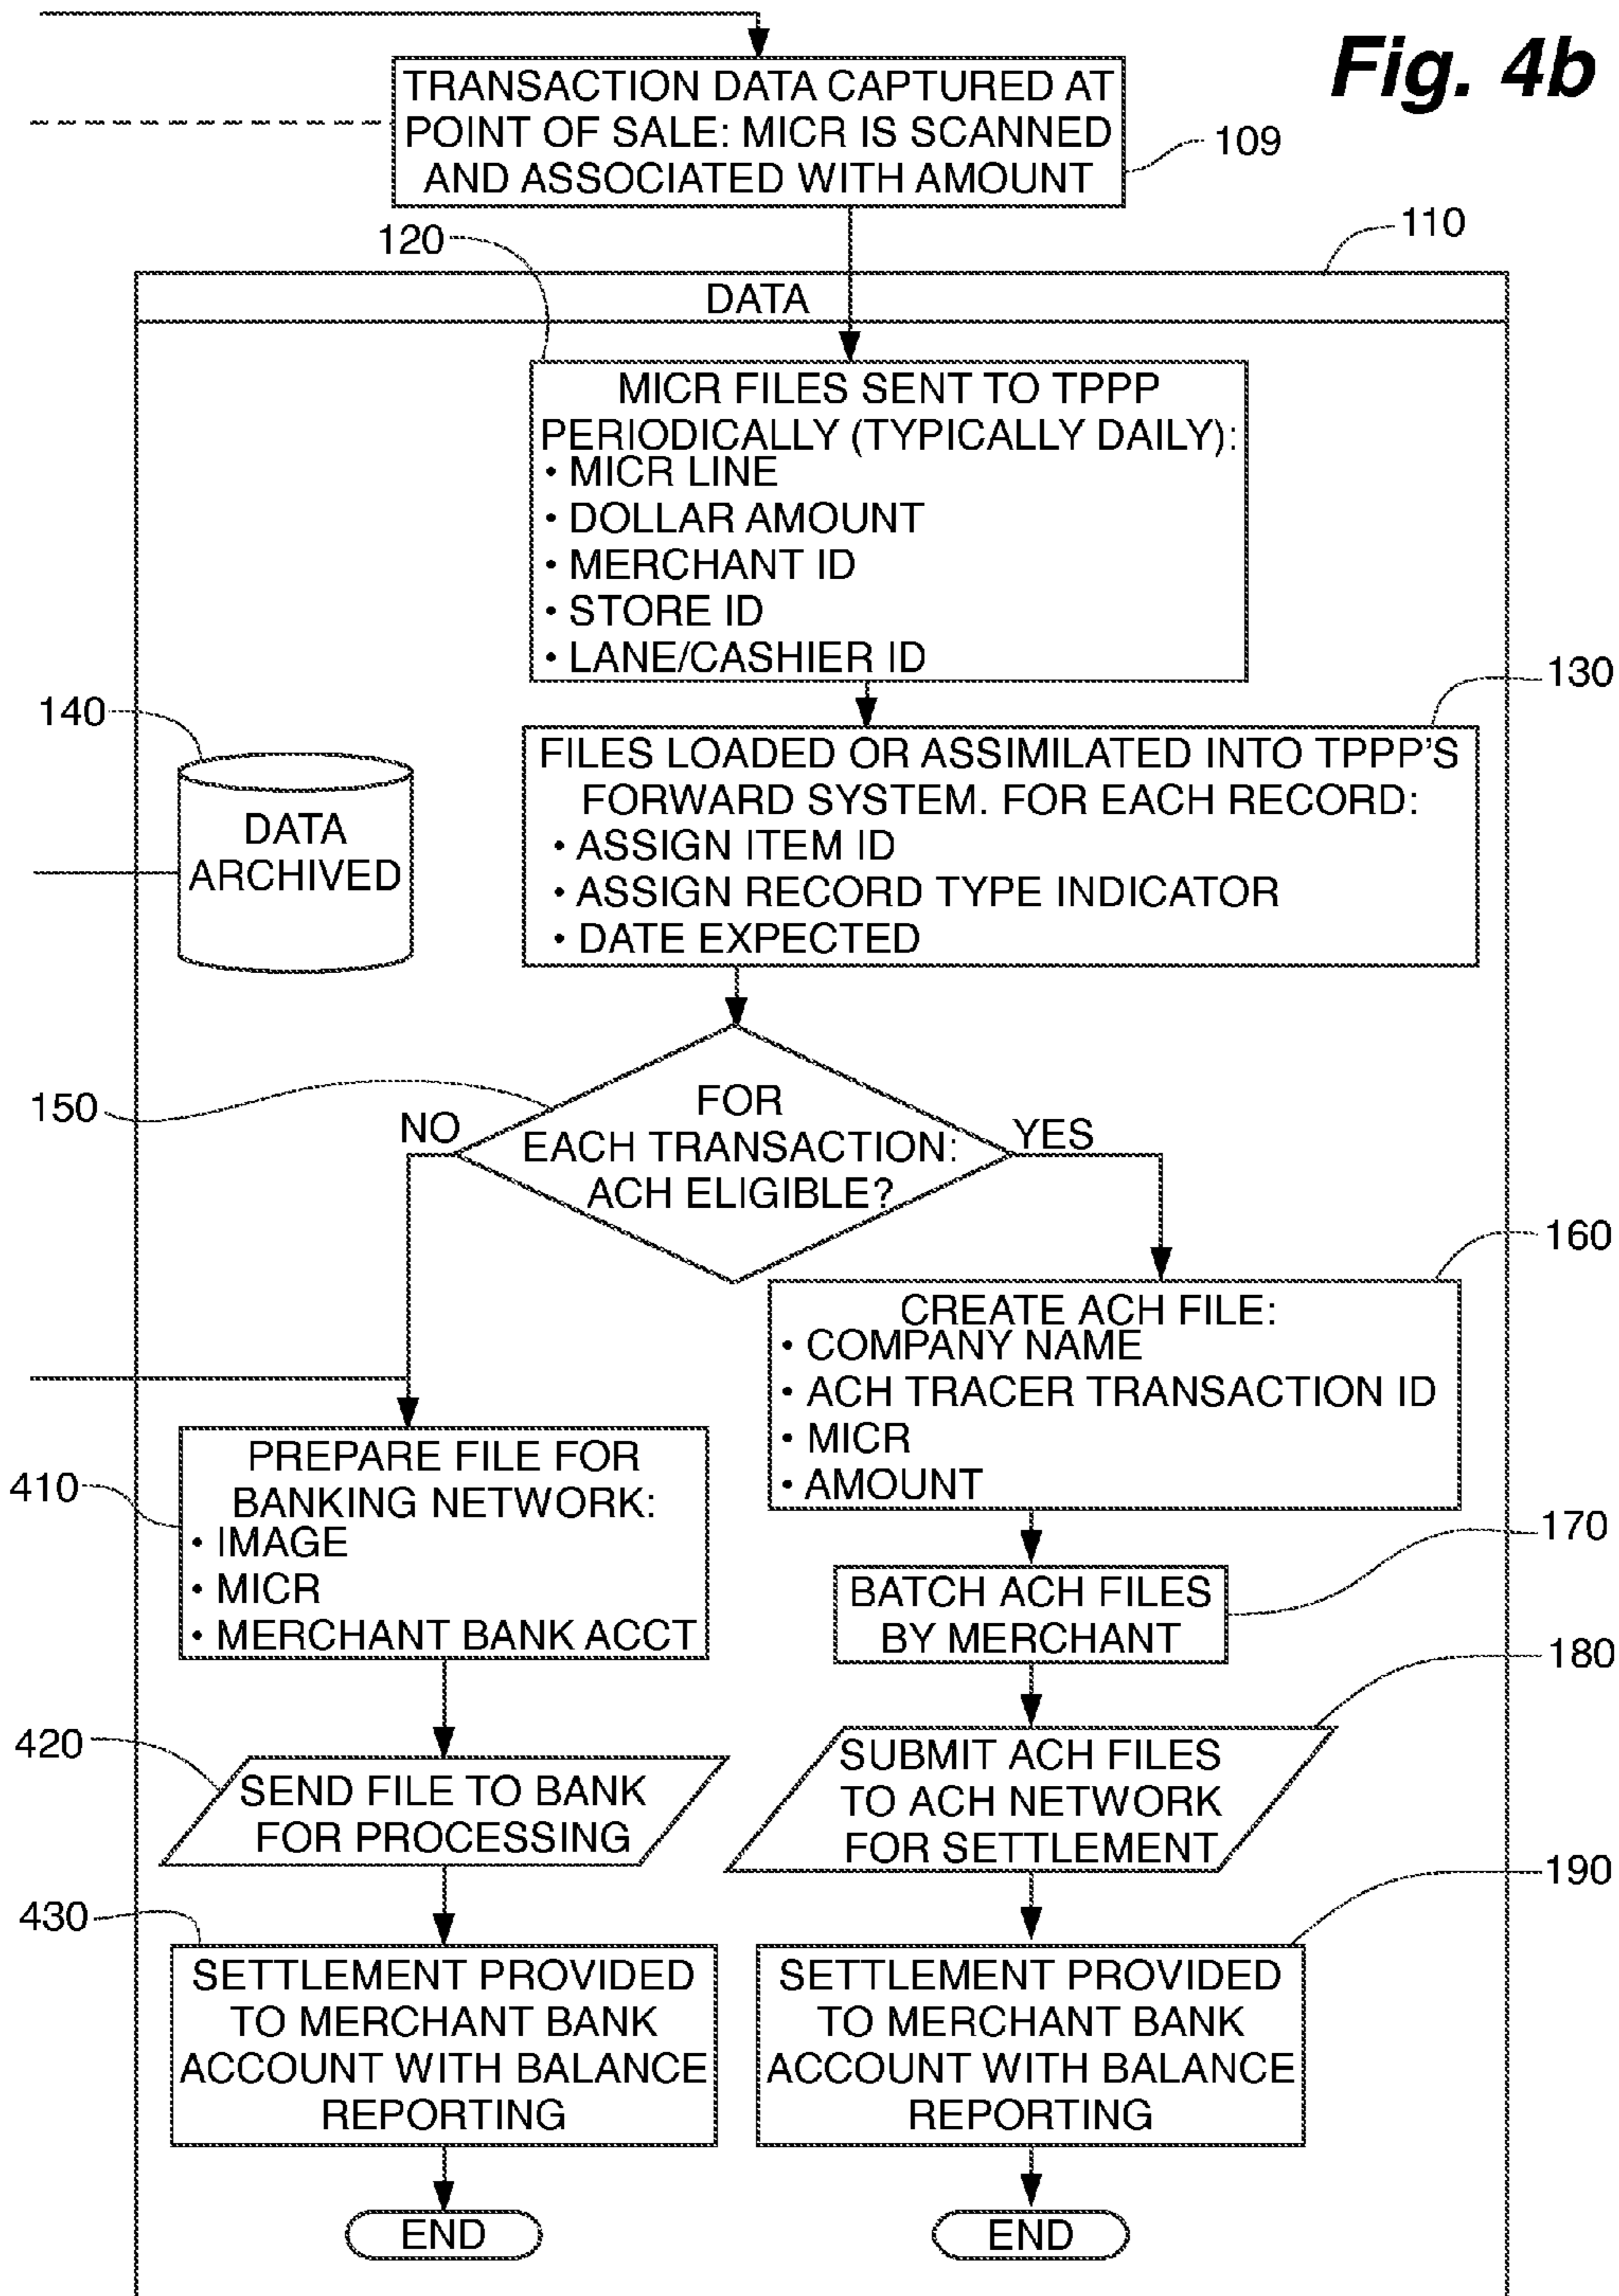 Fig. 4b
TRANSACTION DATA CAPTURED AT
POINT OF SALE: MICR IS SCANNED
AND ASSOCIATED WITH AMOUNT
109
110
120
DATA
MICR FILES SENT TO TPPP
PERIODICALLY (TYPICALLY DAILY):
• MICR LINE
• DOLLAR AMOUNT
• MERCHANT ID
• STORE ID
• LANE/CASHIER ID
130
140
DATA
ARCHIVED
FILES LOADED OR ASSIMILATED INTO TPPP'S
FORWARD SYSTEM. FOR EACH RECORD:
• ASSIGN ITEM ID
• ASSIGN RECORD TYPE INDICATOR
• DATE EXPECTED
150
NO
FOR
EACH TRANSACTION:
ACH ELIGIBLE?
YES
160
CREATE ACH FILE:
• COMPANY NAME
• ACH TRACER TRANSACTION ID
• MICR
• AMOUNT
410
PREPARE FILE FOR
BANKING NETWORK:
• IMAGE
• MICR
• MERCHANT BANK ACCT
170
BATCH ACH FILES
BY MERCHANT
180
420
SEND FILE TO BANK
FOR PROCESSING
SUBMIT ACH FILES
TO ACH NETWORK
FOR SETTLEMENT
190
430
SETTLEMENT PROVIDED
TO MERCHANT BANK
ACCOUNT WITH BALANCE
REPORTING
SETTLEMENT PROVIDED
TO MERCHANT BANK
ACCOUNT WITH BALANCE
REPORTING
END
END